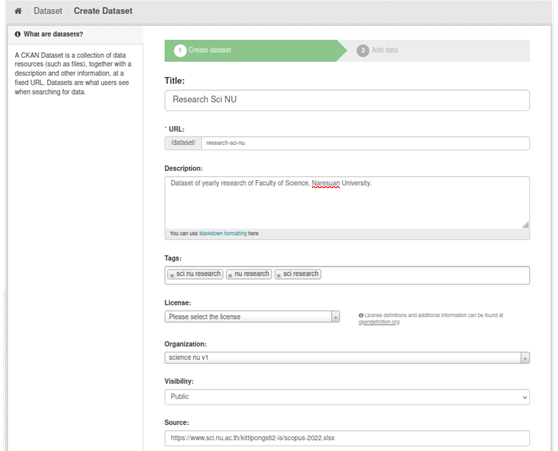 Dataset / Create Dataset
What are datasets?
A CKAN Dataset is a collection of data
resources (such as files), together with a
description and other information, at a
fixed URL. Datasets are what users see
when searching for data.
1 Create dataset
2 Add data
Title:
Research Sci NU
* URL:
/dataset/ research-sci-nu
Description:
Dataset of yearly research of Faculty of Science, Naresuan University.
You can use Markdown formatting here
Tags:
sci nu research nu research sci research
License:
Please select the license
License definitions and additional information can be found at
opendefinition.org
Organization:
science nu v1
Visibility:
Public
Source:
https://www.sci.nu.ac.th/kittipongs62-is/scopus-2022.xlsx